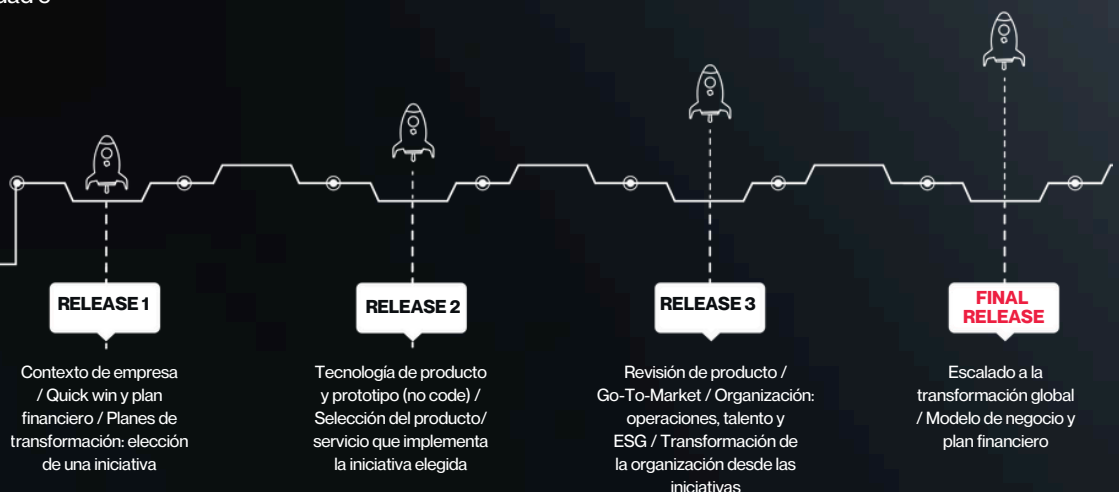 RELEASE 1
Contexto de empresa
/ Quick win y plan
financiero / Planes de
transformación: elección
de una iniciativa
RELEASE 2
Tecnología de producto
y prototipo (no code) /
Selección del producto/
servicio que implementa
la iniciativa elegida
RELEASE 3
Revisión de producto /
Go-To-Market / Organización:
operaciones, talento y
ESG / Transformación de
la organización desde las
iniciativas
FINAL
RELEASE
Escalado a la
transformación global
/ Modelo de negocio y
plan financiero